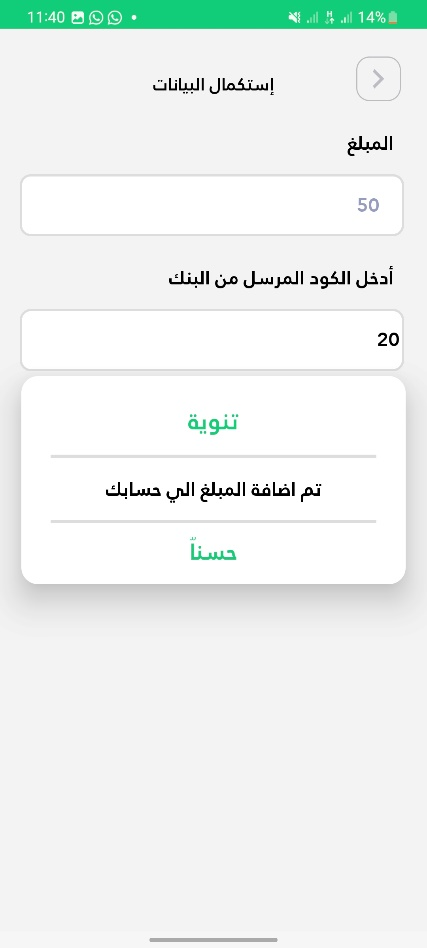 11:40
14%
إستكمال البيانات
المبلغ
50
أدخل الكود المرسل من البنك
20
تنوية
تم اضافة المبلغ الي حسابك
حسناً